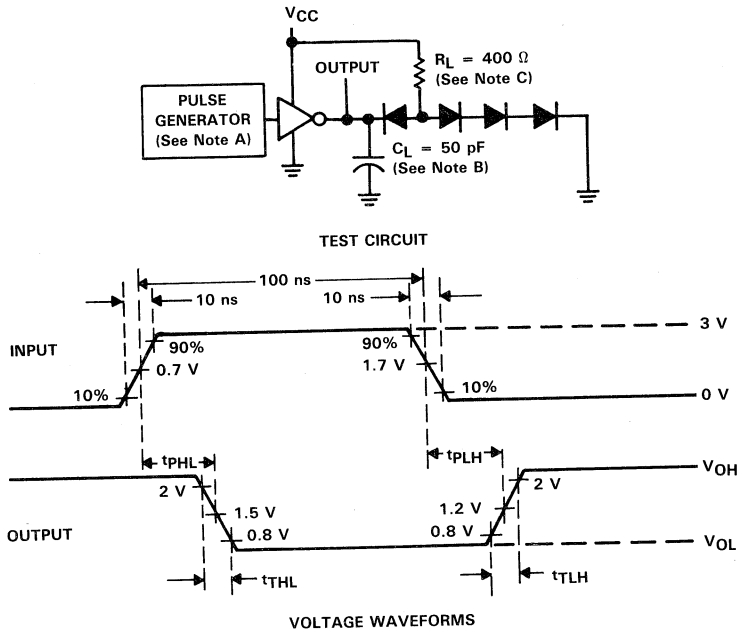 VCC
RL = 400 Ω
(See Note C)
OUTPUT
PULSE
GENERATOR
(See Note A)
CL = 50 pF
(See Note B)
TEST CIRCUIT
100 ns
10 ns
10 ns
3 V
INPUT
90%
90%
0.7 V
1.7 V
10%
10%
0 V
tPHL
tPLH
VOH
2 V
2 V
1.5 V
1.2 V
OUTPUT
0.8 V
0.8 V
VOL
tTHL
tTLH
VOLTAGE WAVEFORMS